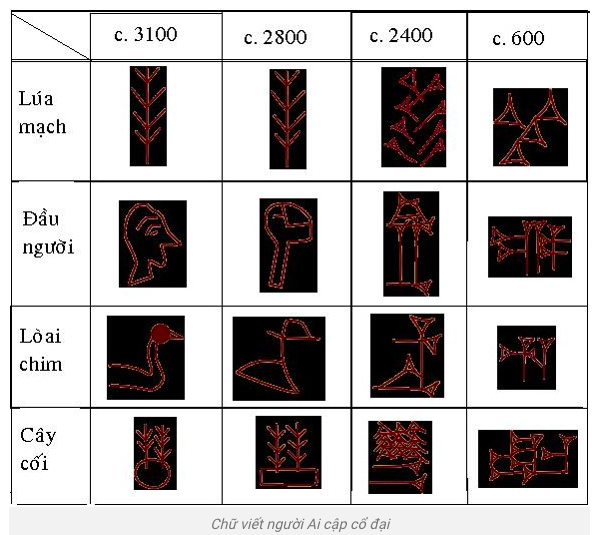 c. 3100 c. 2800 c. 2400 c. 600
Lúa
mạch
Đầu
người
Lòai
chim
Cây
cối
Chữ viết người Ai cập cổ đại